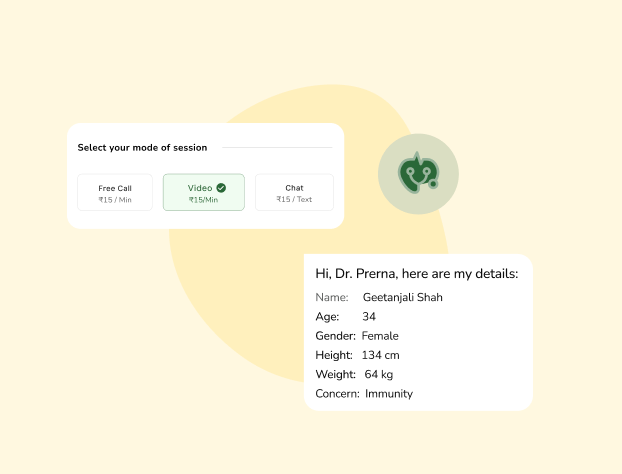 Select your mode of session
Free Call
₹15 / Min
Video
₹15/Min
Chat
₹15 / Text
Hi, Dr. Prerna, here are my details:
Name: Geetanjali Shah
Age: 34
Gender: Female
Height: 134 cm
Weight: 64 kg
Concern: Immunity